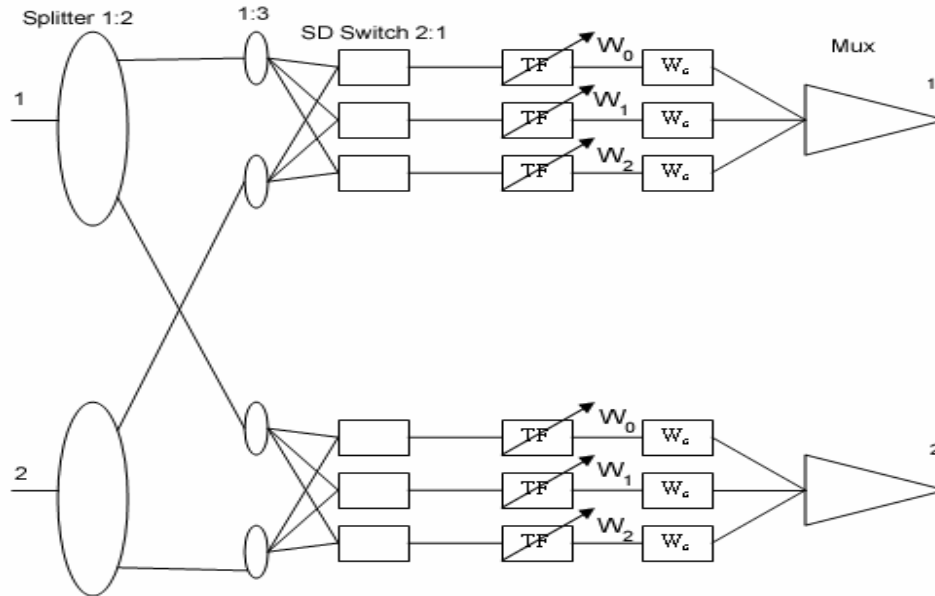 Splitter 1:2
1:3
SD Switch 2:1
Mux
1
TF
W0
Wc
1
TF
W1
Wc
TF
W2
Wc
2
TF
W0
Wc
2
TF
W1
Wc
TF
W2
Wc